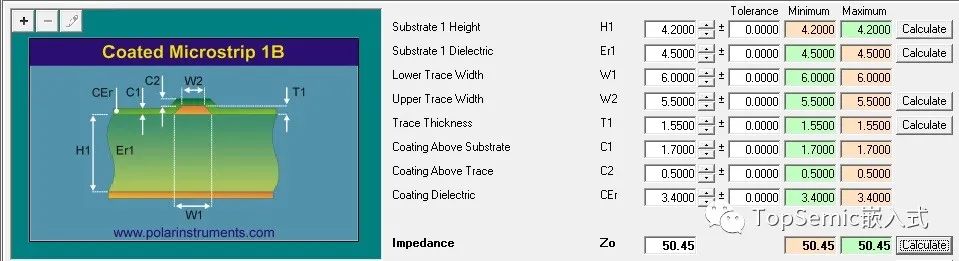 + −
Coated Microstrip 1B
C2 W2
CEr C1 T1
H1 Er1
W1
www.polarinstruments.com
Tolerance Minimum Maximum
Substrate 1 Height H1 4.2000 ± 0.0000 4.2000 4.2000 Calculate
Substrate 1 Dielectric Er1 4.5000 ± 0.0000 4.5000 4.5000 Calculate
Lower Trace Width W1 6.0000 ± 0.0000 6.0000 6.0000
Upper Trace Width W2 5.5000 ± 0.0000 5.5000 5.5000 Calculate
Trace Thickness T1 1.5500 ± 0.0000 1.5500 1.5500 Calculate
Coating Above Substrate C1 1.7000 ± 0.0000 1.7000 1.7000
Coating Above Trace C2 0.5000 ± 0.0000 0.5000 0.5000
Coating Dielectric CEr 3.4000 ± 0.0000 3.4000 3.4000
TopSemic嵌入式
Impedance Zo 50.45 50.45 50.45 Calculate